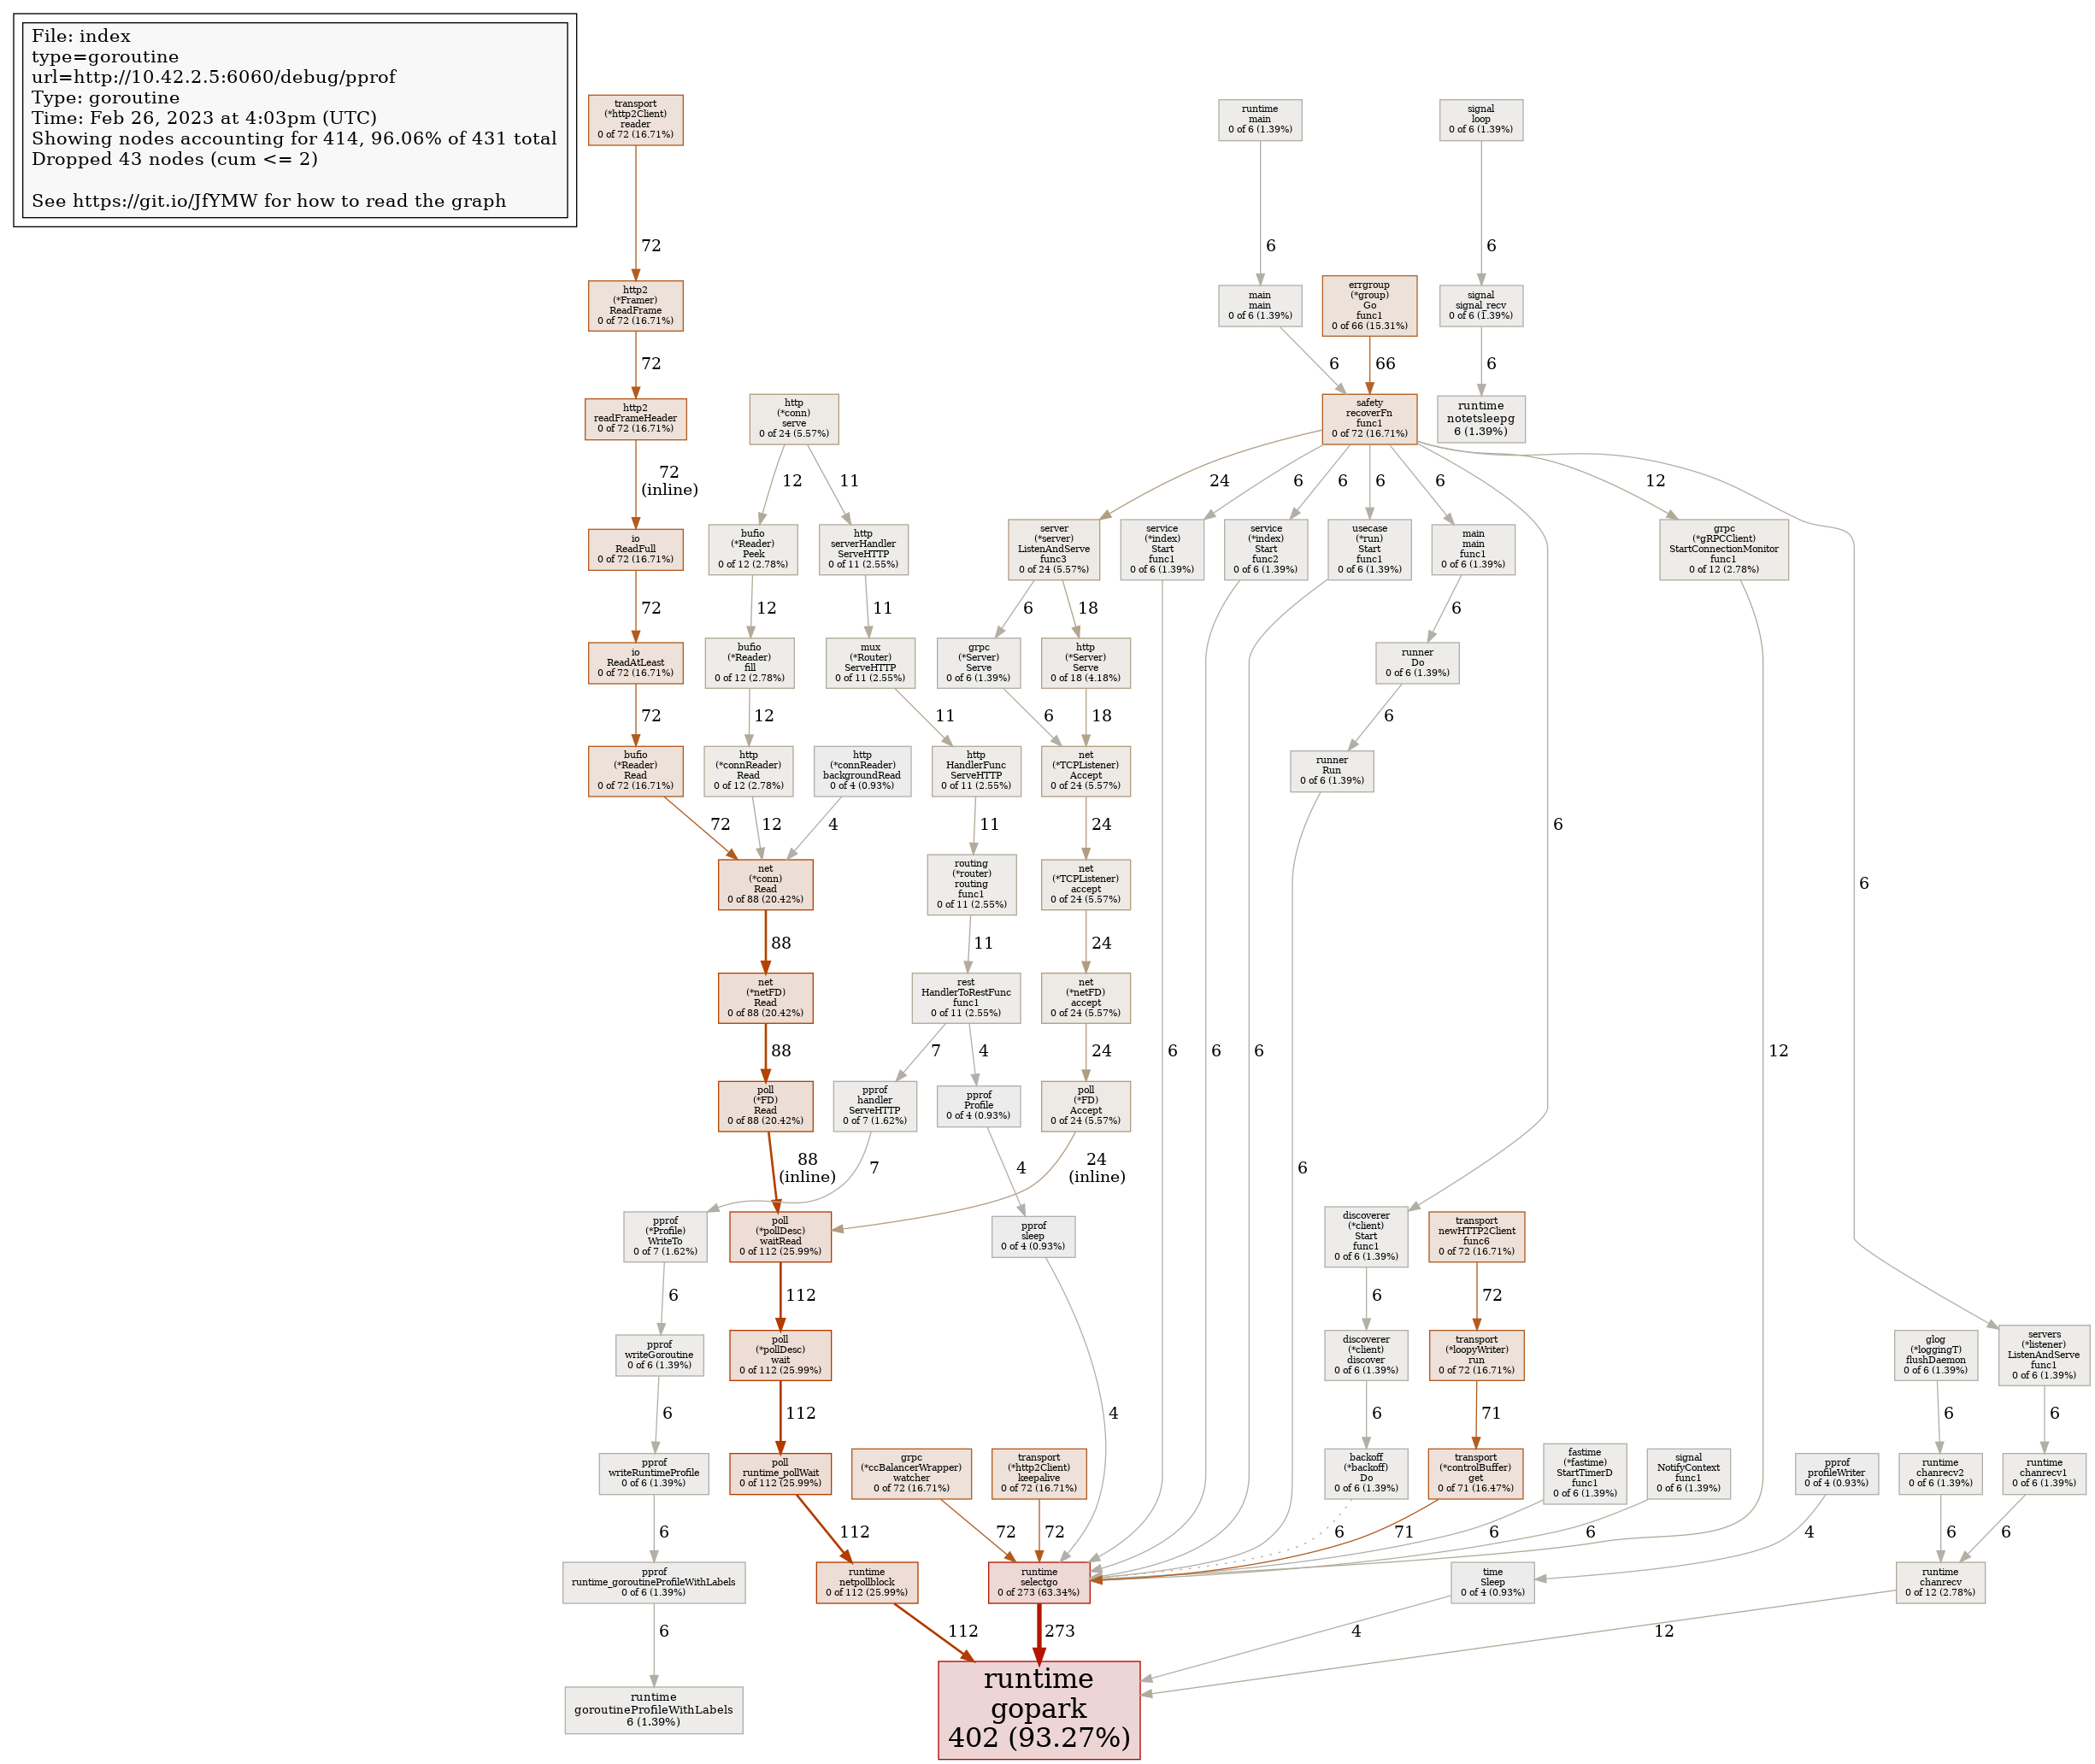 File: index
type=goroutine
url=http://10.42.2.5:6060/debug/pprof
Type: goroutine
Time: Feb 26, 2023 at 4:03pm (UTC)
Showing nodes accounting for 414, 96.06% of 431 total
Dropped 43 nodes (cum <= 2)
See https://git.io/JfYMW for how to read the graph
transport
(*http2Client)
reader
0 of 72 (16.71%)
runtime
main
0 of 6 (1.39%)
signal
loop
0 of 6 (1.39%)
72
6
6
http2
(*Framer)
ReadFrame
0 of 72 (16.71%)
main
main
0 of 6 (1.39%)
errgroup
(*group)
Go
func1
0 of 66 (15.31%)
signal
signal_recv
0 of 6 (1.39%)
72
6
66
6
http2
readFrameHeader
0 of 72 (16.71%)
http
(*conn)
serve
0 of 24 (5.57%)
safety
recoverFn
func1
0 of 72 (16.71%)
runtime
notetsleepg
6 (1.39%)
72
(inline)
12
11
24
6
6
6
6
12
io
ReadFull
0 of 72 (16.71%)
bufio
(*Reader)
Peek
0 of 12 (2.78%)
http
serverHandler
ServeHTTP
0 of 11 (2.55%)
server
(*server)
ListenAndServe
func3
0 of 24 (5.57%)
service
(*index)
Start
func1
0 of 6 (1.39%)
service
(*index)
Start
func2
0 of 6 (1.39%)
usecase
(*run)
Start
func1
0 of 6 (1.39%)
main
main
func1
0 of 6 (1.39%)
grpc
(*gRPCClient)
StartConnectionMonitor
func1
0 of 12 (2.78%)
72
12
11
6
18
6
io
ReadAtLeast
0 of 72 (16.71%)
bufio
(*Reader)
fill
0 of 12 (2.78%)
mux
(*Router)
ServeHTTP
0 of 11 (2.55%)
grpc
(*Server)
Serve
0 of 6 (1.39%)
http
(*Server)
Serve
0 of 18 (4.18%)
runner
Do
0 of 6 (1.39%)
72
12
11
6
18
6
bufio
(*Reader)
Read
0 of 72 (16.71%)
http
(*connReader)
Read
0 of 12 (2.78%)
http
(*connReader)
backgroundRead
0 of 4 (0.93%)
http
HandlerFunc
ServeHTTP
0 of 11 (2.55%)
net
(*TCPListener)
Accept
0 of 24 (5.57%)
runner
Run
0 of 6 (1.39%)
72
12
4
11
24
6
6
net
(*conn)
Read
0 of 88 (20.42%)
routing
(*router)
routing
func1
0 of 11 (2.55%)
net
(*TCPListener)
accept
0 of 24 (5.57%)
88
11
24
net
(*netFD)
Read
0 of 88 (20.42%)
rest
HandlerToRestFunc
func1
0 of 11 (2.55%)
net
(*netFD)
accept
0 of 24 (5.57%)
88
7
4
24
6
6
6
12
poll
(*FD)
Read
0 of 88 (20.42%)
pprof
handler
ServeHTTP
0 of 7 (1.62%)
pprof
Profile
0 of 4 (0.93%)
poll
(*FD)
Accept
0 of 24 (5.57%)
88
(inline)
7
4
24
(inline)
6
pprof
(*Profile)
WriteTo
0 of 7 (1.62%)
poll
(*pollDesc)
waitRead
0 of 112 (25.99%)
pprof
sleep
0 of 4 (0.93%)
discoverer
(*client)
Start
func1
0 of 6 (1.39%)
transport
newHTTP2Client
func6
0 of 72 (16.71%)
6
112
6
72
pprof
writeGoroutine
0 of 6 (1.39%)
poll
(*pollDesc)
wait
0 of 112 (25.99%)
discoverer
(*client)
discover
0 of 6 (1.39%)
transport
(*loopyWriter)
run
0 of 72 (16.71%)
glog
(*loggingT)
flushDaemon
0 of 6 (1.39%)
servers
(*listener)
ListenAndServe
func1
0 of 6 (1.39%)
6
112
4
6
71
6
6
pprof
writeRuntimeProfile
0 of 6 (1.39%)
poll
runtime_pollWait
0 of 112 (25.99%)
grpc
(*ccBalancerWrapper)
watcher
0 of 72 (16.71%)
transport
(*http2Client)
keepalive
0 of 72 (16.71%)
backoff
(*backoff)
Do
0 of 6 (1.39%)
transport
(*controlBuffer)
get
0 of 71 (16.47%)
fastime
(*fastime)
StartTimerD
func1
0 of 6 (1.39%)
signal
NotifyContext
func1
0 of 6 (1.39%)
pprof
profileWriter
0 of 4 (0.93%)
runtime
chanrecv2
0 of 6 (1.39%)
runtime
chanrecv1
0 of 6 (1.39%)
6
112
72
72
6
71
6
6
4
6
6
pprof
runtime_goroutineProfileWithLabels
0 of 6 (1.39%)
runtime
netpollblock
0 of 112 (25.99%)
runtime
selectgo
0 of 273 (63.34%)
time
Sleep
0 of 4 (0.93%)
runtime
chanrecv
0 of 12 (2.78%)
6
112
273
4
12
runtime
goroutineProfileWithLabels
6 (1.39%)
runtime
gopark
402 (93.27%)